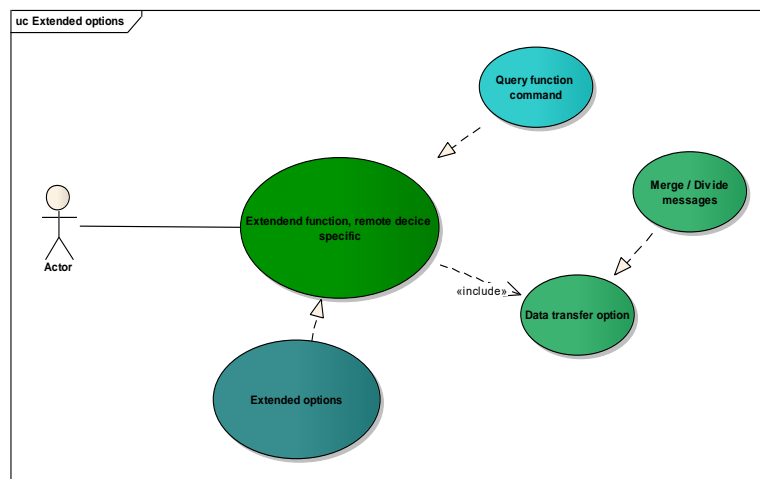 uc Extended options
Query function
command
Merge / Divide
messages
Extendend function, remote decice
specific
Actor
«include»
Data transfer option
Extended options